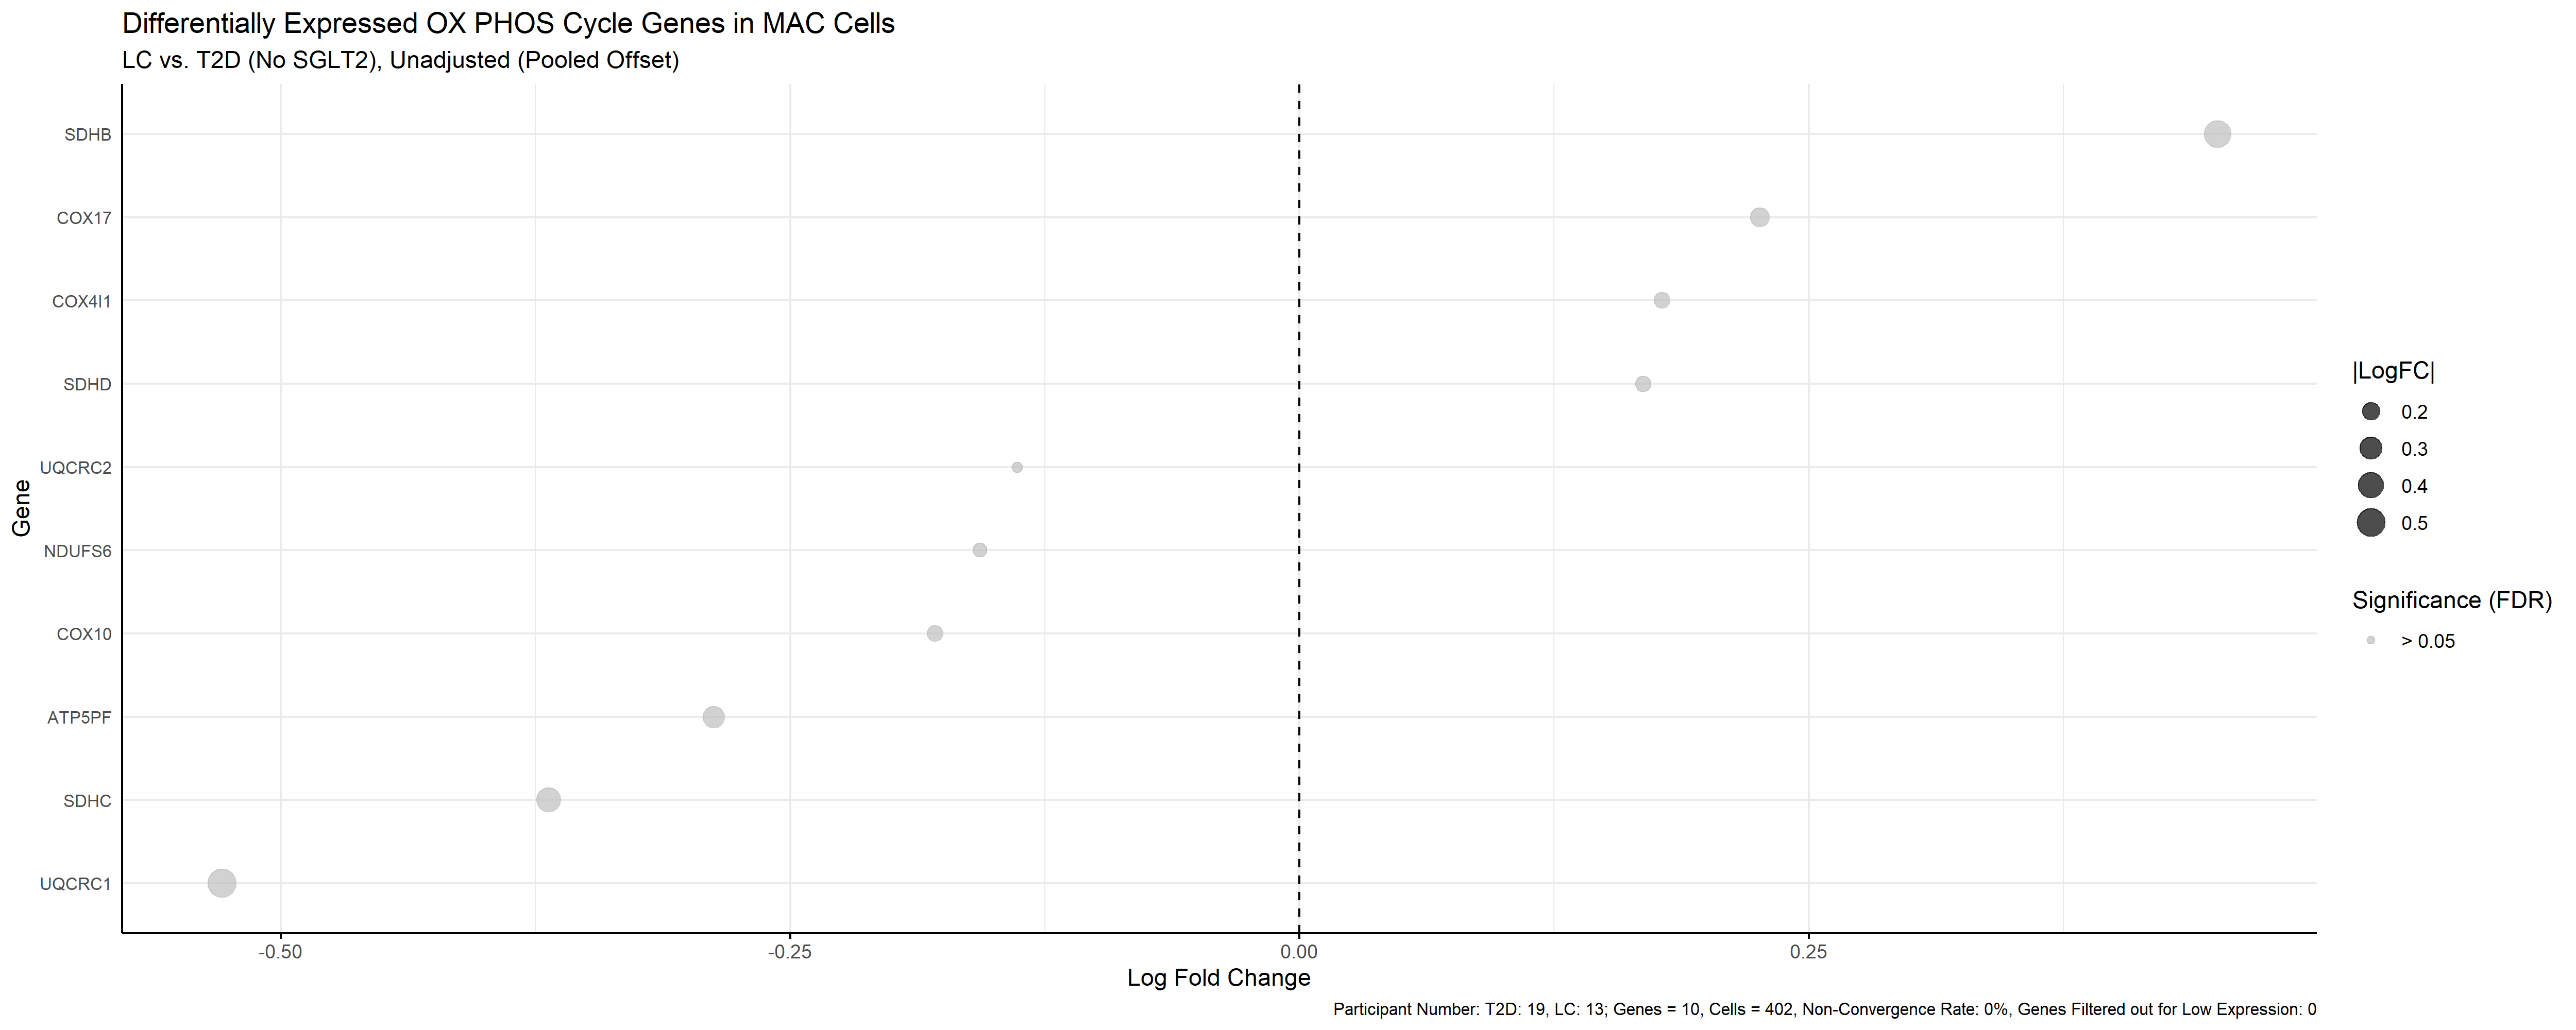 Differentially Expressed OX PHOS Cycle Genes in MAC Cells
LC vs. T2D (No SGLT2), Unadjusted (Pooled Offset)
Gene
SDHB
COX17
COX4I1
SDHD
UQCRC2
NDUFS6
COX10
ATP5PF
SDHC
UQCRC1
-0.50 -0.25 0.00 0.25
Log Fold Change
|LogFC|
0.2
0.3
0.4
0.5
Significance (FDR)
> 0.05
Participant Number: T2D: 19, LC: 13; Genes = 10, Cells = 402, Non-Convergence Rate: 0%, Genes Filtered out for Low Expression: 0